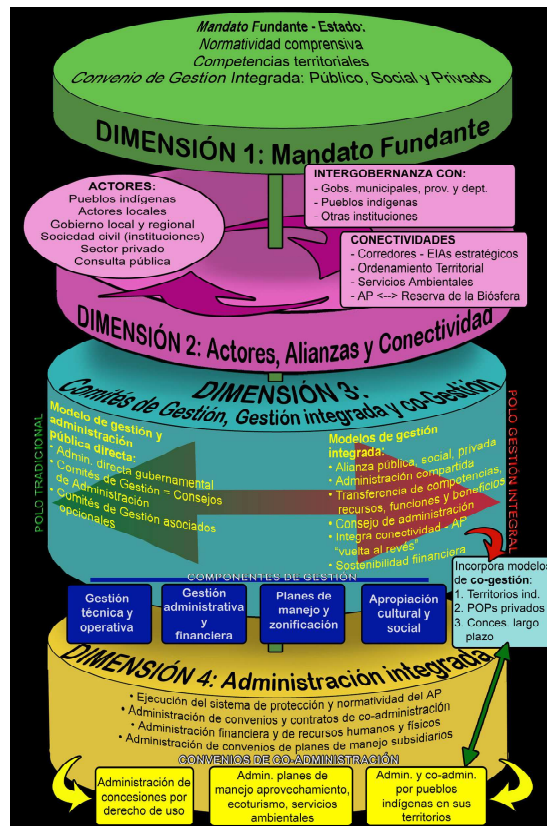 Mandato Fundante - Estado:
Normatividad comprensiva
Competencias territoriales
Convenio de Gestíon Integrada: Público, Social y Privado
DIMENSIÓN 1: Mandato Fundante
ACTORES:
Pueblos indígenas
Actores locales
Gobierno local y regional
Sociedad civil (instituciones)
Sector privado
Consulta pública
INTERGOBERNANZA CON:
- Gobs. municipales, prov. y dept.
- Pueblos indígenas
- Otras instituciones
CONECTIVIDADES
- Corredores - EIAs estratégicos
- Ordenamiento Territorial
- Servicios Ambientales
- AP <--> Reserva de la Biósfera
DIMENSIÓN 2: Actores, Alianzas y Conectividad
DIMENSIÓN 3:
Comités de Gestión, Gestión integrada y co-Gestión
POLO TRADICIONAL
Modelo de gestión y
administración
pública directa:
- Admin. directa gubernamental
• Comités de Gestión = Consejos
de Administración
• Comités de Gestión asociados
opcionales
Modelos de gestión
integrada:
• Alianza pública, social, privada
• Administración compartida
• Transferencia de competencias,
recursos, funciones y beneficios
• Consejo de administración
• Integra conectividad - AP
"vuelta al revés"
• Sostenibilidad fiinanciera
POLO GESTIÓN INTEGRAL
COMPONENTES DE GESTIÓN
Gestión
técnica y
operativa
Gestión
administrativa
y
financiera
Planes de
manejo y
zonificación
Apropiación
cultural y
social
Incorpora modelos
de co-gestión:
1. Territorios ind.
2. POPs privados
3. Conces. largo
plazo
DIMENSIÓN 4: Administración integrada
• Ejecución del sistema de protección y normatividad del AP
• Administración de convenios y contratos de co-administración
• Administración financiera y de recursos humanos y físicos
• Administración de convenios de planes de manejo subsidiarios
CONVENIOS DE CO-ADMINISTRACIÓN
Administración de
concesiones por
derecho de uso
Admin. planes de
manejo aprovechamiento,
ecoturismo, servicios
ambientales
Admin. y co-admin.
por pueblos
indígenas en sus
territorios